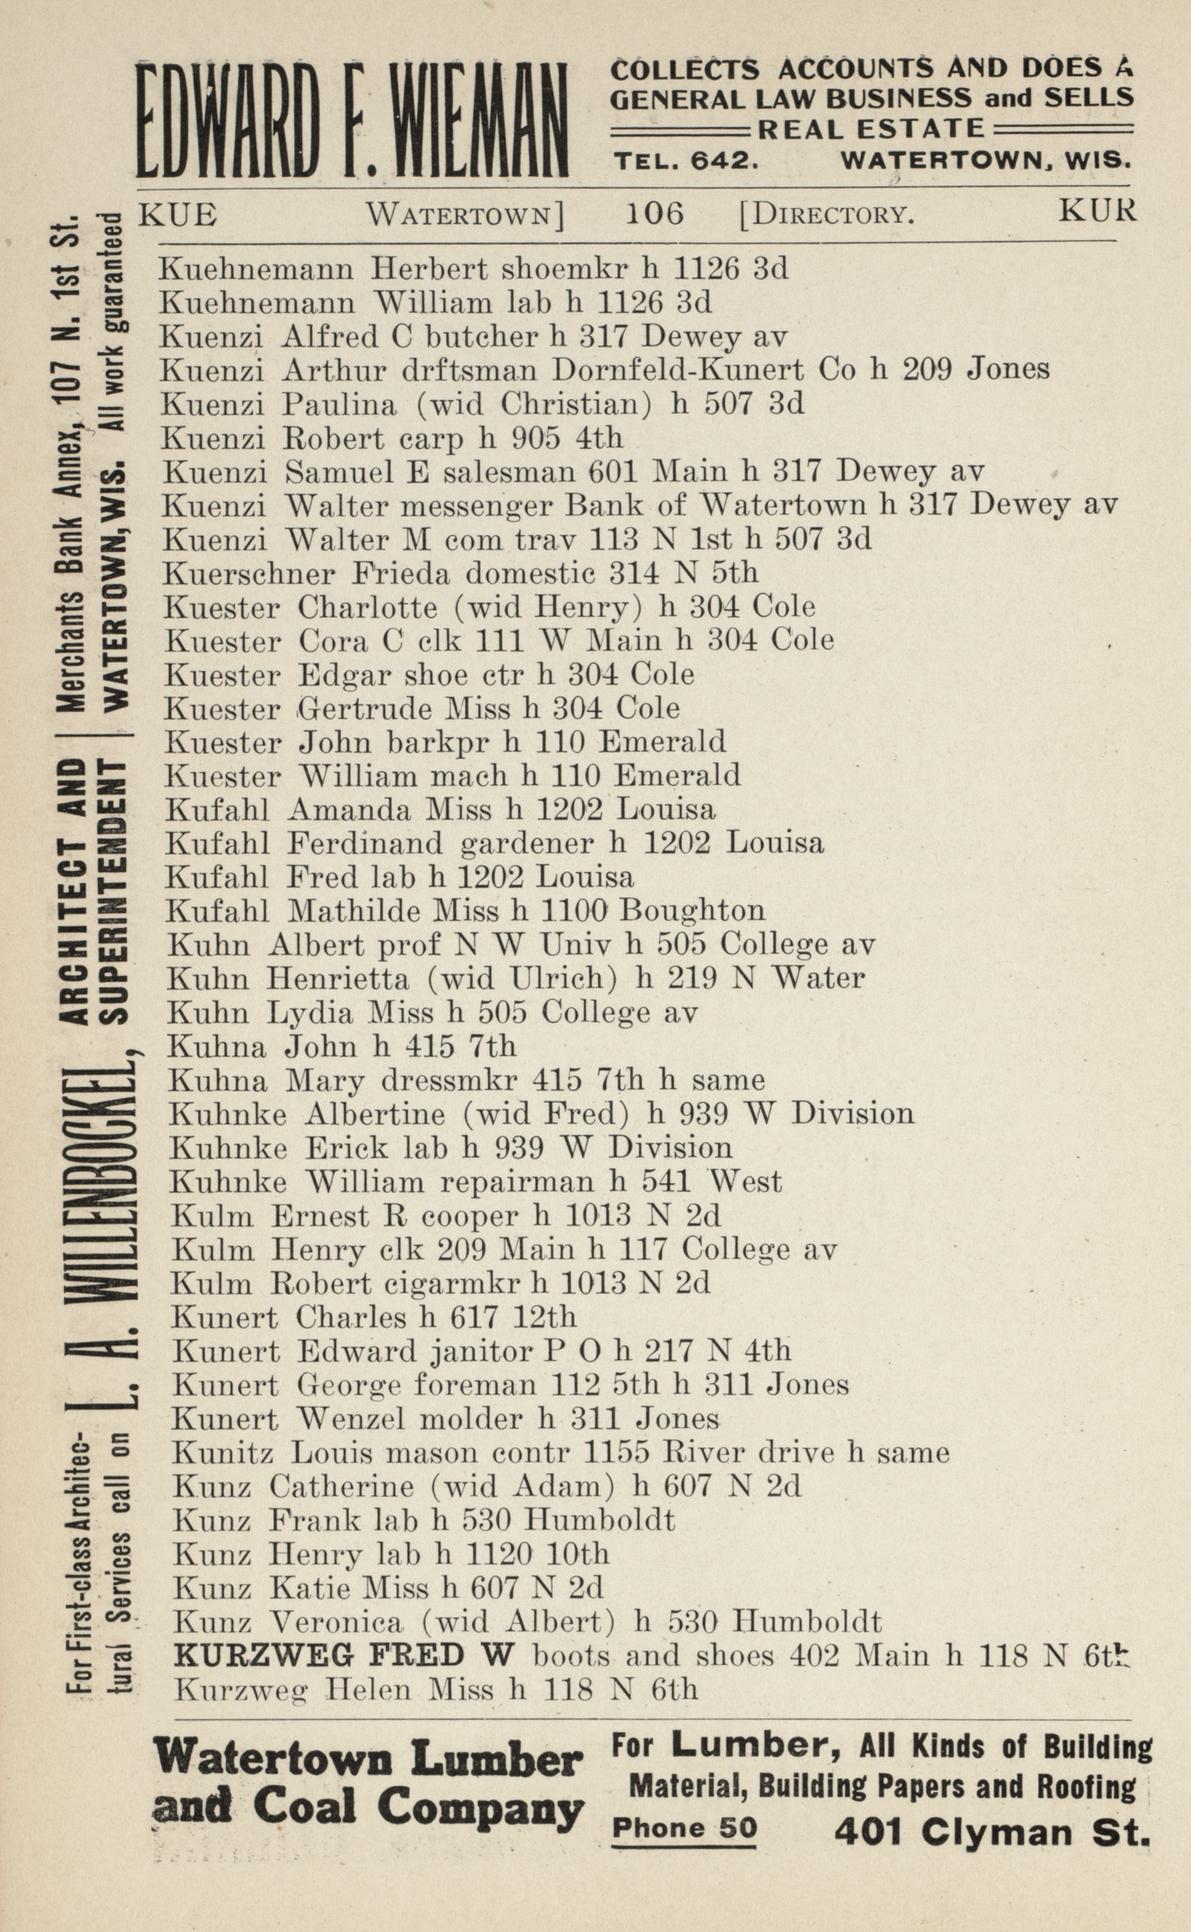 EDWARD F. WIEMAN
COLLECTS ACCOUNTS AND DOES A
GENERAL LAW BUSINESS and SELLS
REAL ESTATE
TEL. 642. WATERTOWN, WIS.
KUE WATERTOWN] 106 [DIRECTORY. KUR
Kuehnemann Herbert shoemkr h 1126 3d
Kuehnemann William lab h 1126 3d
Kuenzi Alfred C butcher h 317 Dewey av
Kuenzi Arthur drftsman Dornfeld-Kunert Co h 209 Jones
Kuenzi Paulina (wid Christian) h 507 3d
Kuenzi Robert carp h 905 4th
Kuenzi Samuel E salesman 601 Main h 317 Dewey av
Kuenzi Walter messenger Bank of Watertown h 317 Dewey av
Kuenzi Walter M com trav 113 N 1st h 507 3d
Kuerschner Frieda domestic 314 N 5th
Kuester Charlotte (wid Henry) h 304 Cole
Kuester Cora C clk 111 W Main h 304 Cole
Kuester Edgar shoe ctr h 304 Cole
Kuester Gertrude Miss h 304 Cole
Kuester John barkpr h 110 Emerald
Kuester William mach h 110 Emerald
Kufahl Amanda Miss h 1202 Louisa
Kufahl Ferdinand gardener h 1202 Louisa
Kufahl Fred lab h 1202 Louisa
Kufahl Mathilde Miss h 1100 Boughton
Kuhn Albert prof N W Univ h 505 College av
Kuhn Henrietta (wid Ulrich) h 219 N Water
Kuhn Lydia Miss h 505 College av
Kuhna John h 415 7th
Kuhna Mary dressmkr 415 7th h same
Kuhnke Albertine (wid Fred) h 939 W Division
Kuhnke Erick lab h 939 W Division
Kuhnke William repairman h 541 West
Kulm Ernest R cooper h 1013 N 2d
Kulm Henry clk 209 Main h 117 College av
Kulm Robert cigarmkr h 1013 N 2d
Kunert Charles h 617 12th
Kunert Edward janitor P O h 217 N 4th
Kunert George foreman 112 5th h 311 Jones
Kunert Wenzel molder h 311 Jones
Kunitz Louis mason contr 1155 River drive h same
Kunz Catherine (wid Adam) h 607 N 2d
Kunz Frank lab h 530 Humboldt
Kunz Henry lab h 1120 10th
Kunz Katie Miss h 607 N 2d
Kunz Veronica (wid Albert) h 530 Humboldt
KURZWEG FRED W boots and shoes 402 Main h 118 N 6th
Kurzweg Helen Miss h 118 N 6th
For First-class Architec-
tural Services call on
L. A. WILLENBOCKEL,
ARCHITECT AND
SUPERINTENDENT
Merchants Bank Annex, 107 N. 1st St.
WATERTOWN, WIS. All work guaranteed
Watertown Lumber
and Coal Company
For Lumber, All Kinds of Building
Material, Building Papers and Roofing
Phone 50 401 Clyman St.